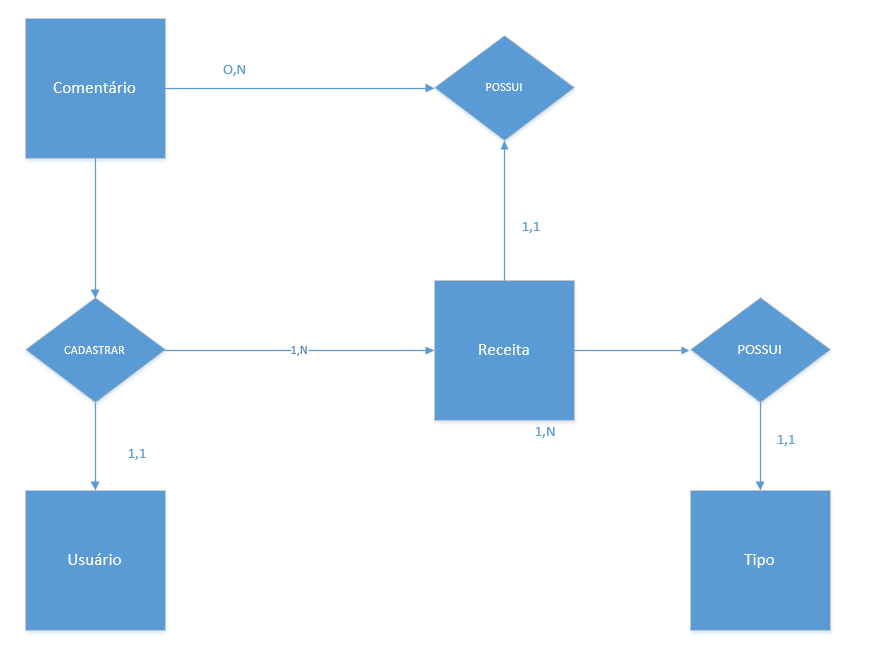 O,N
Comentário
POSSUI
1,1
CADASTRAR
1,N
Receita
POSSUI
1,N
1,1
1,1
Usuário
Tipo